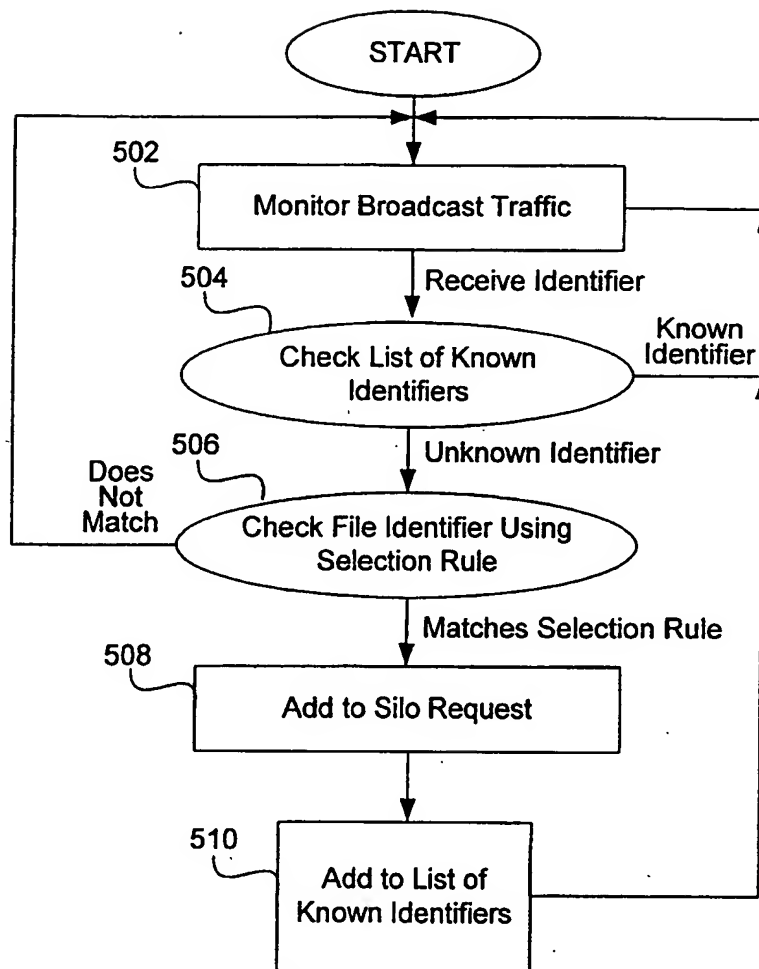 START
502
Monitor Broadcast Traffic
504
Receive Identifier
Known
Identifier
Check List of Known
Identifiers
506
Unknown Identifier
Does
Not
Match
Check File Identifier Using
Selection Rule
Matches Selection Rule
508
Add to Silo Request
510
Add to List of
Known Identifiers